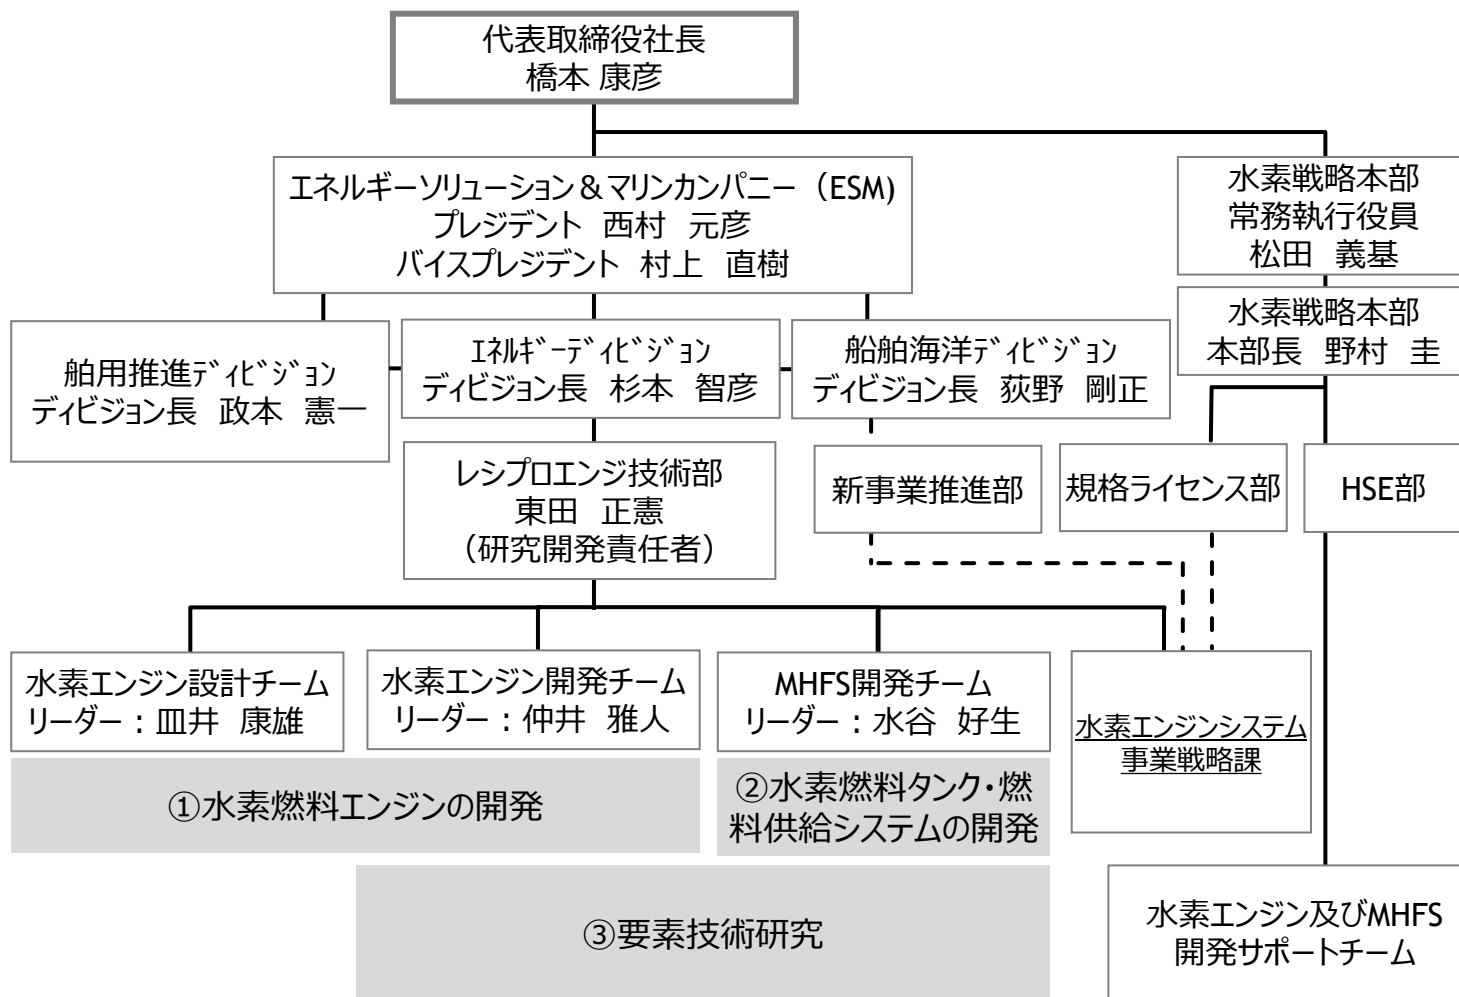 代表取締役社長
橋本 康彦
エネルギーソリューション＆マリンカンパニー（ESM)
プレジデント 西村 元彦
バイスプレジデント 村上 直樹
水素戦略本部
常務執行役員
松田 義基
水素戦略本部
本部長 野村 圭
舶用推進ﾃﾞｨﾋﾞｼﾞｮﾝ
ディビジョン長 政本 憲一
ｴﾈﾙｷﾞｰﾃﾞｨﾋﾞｼﾞｮﾝ
ディビジョン長 杉本 智彦
船舶海洋ﾃﾞｨﾋﾞｼﾞｮﾝ
ディビジョン長 荻野 剛正
レシプロエンジ技術部
東田 正憲
（研究開発責任者）
新事業推進部
規格ライセンス部
HSE部
水素エンジン設計チーム
リーダー：皿井 康雄
水素エンジン開発チーム
リーダー：仲井 雅人
MHFS開発チーム
リーダー：水谷 好生
水素エンジンシステム
事業戦略課
①水素燃料エンジンの開発
②水素燃料タンク・燃
料供給システムの開発
③要素技術研究
水素エンジン及びMHFS
開発サポートチーム